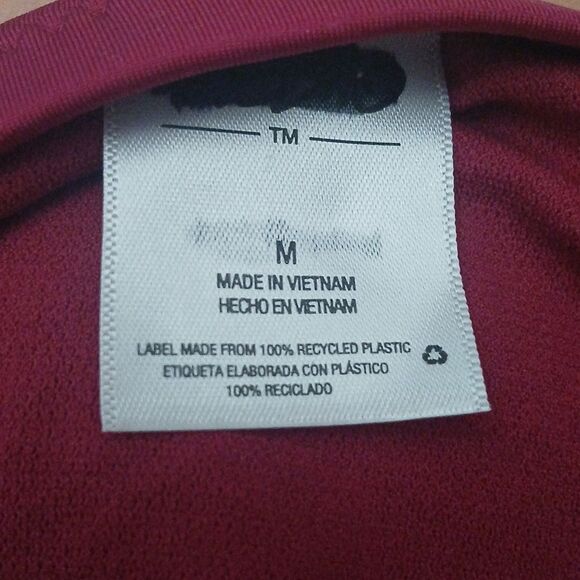 TM
M
MADE IN VIETNAM
HECHO EN VIETNAM
LABEL MADE FROM 100% RECYCLED PLASTIC
ETIQUETA ELABORADA CON PLÁSTICO
100% RECICLADO